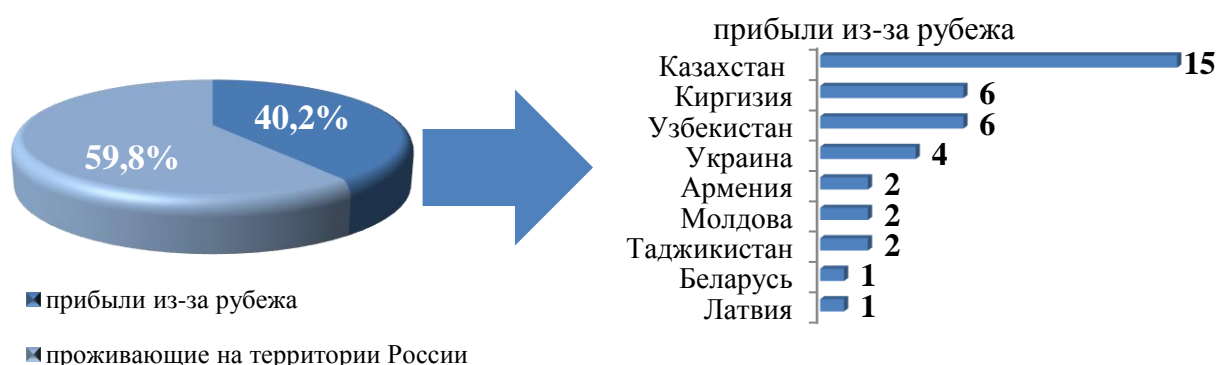 40,2%
59,8%
прибыли из-за рубежа
проживающие на территории России
прибыли из-за рубежа
Казахстан 15
Киргизия 6
Узбекистан 6
Украина 4
Армения 2
Молдова 2
Таджикистан 2
Беларусь 1
Латвия 1